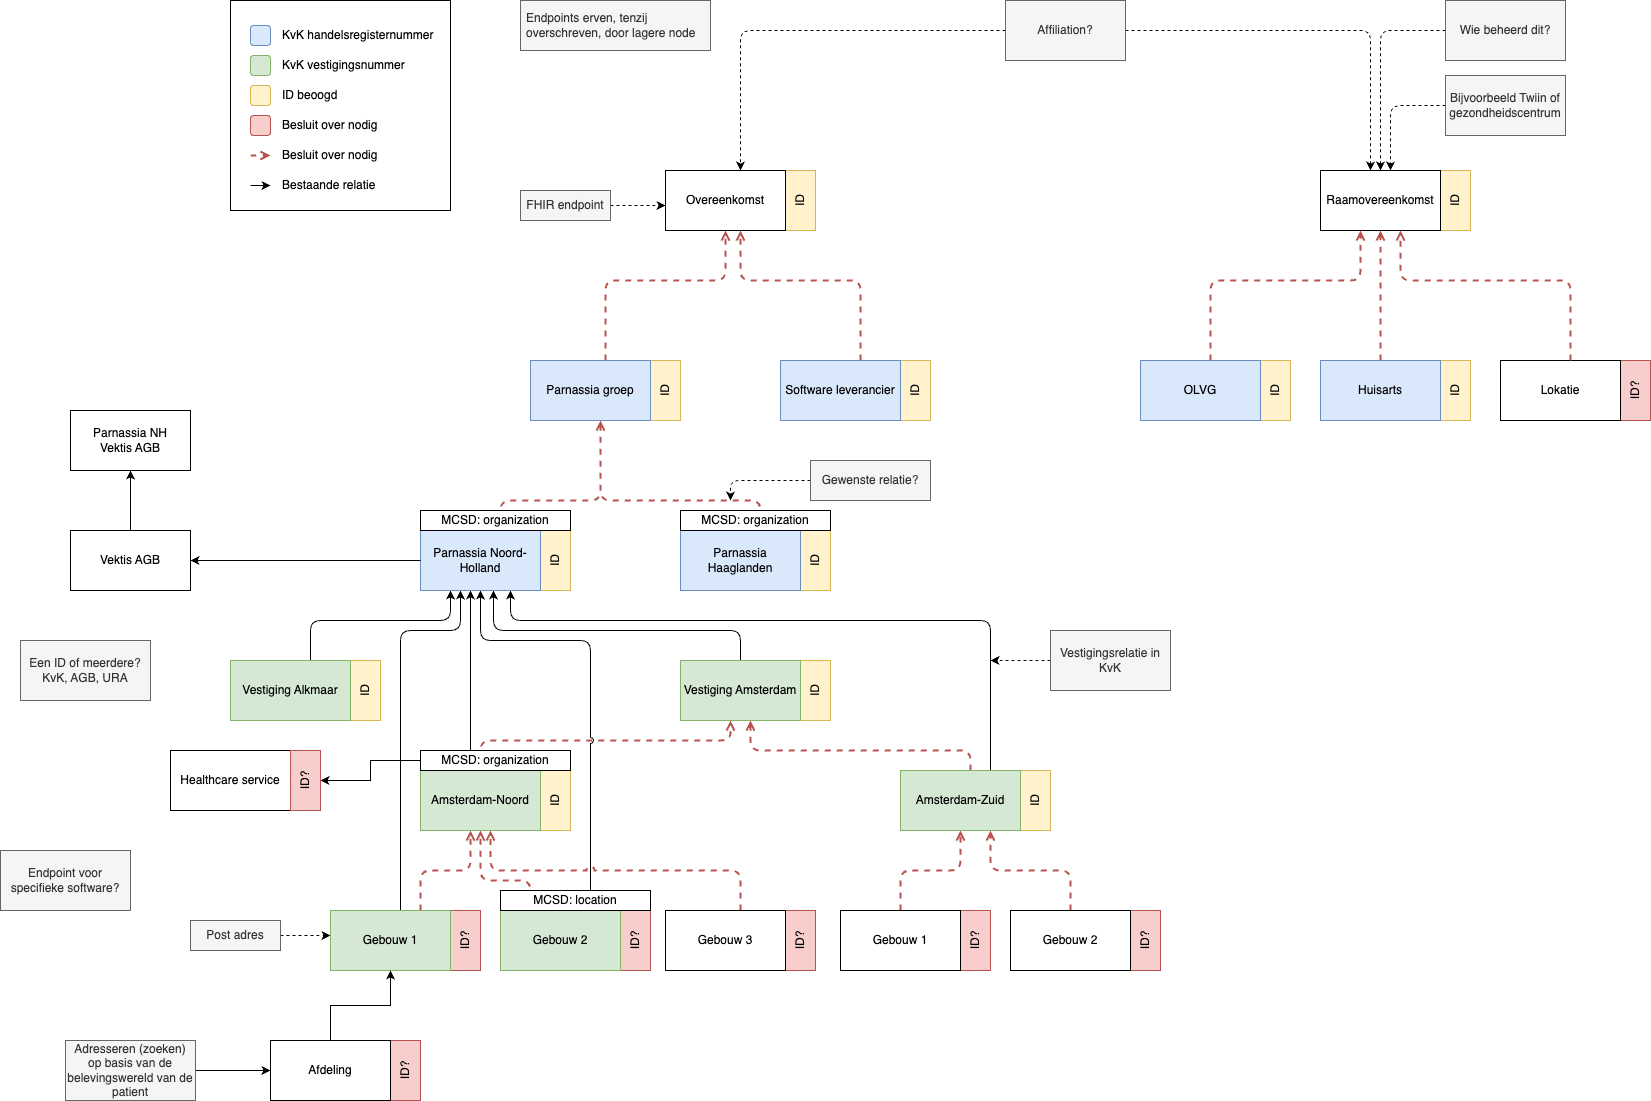 KvK handelsregisternummer
KvK vestigingsnummer
ID beoogd
Besluit over nodig
Besluit over nodig
Bestaande relatie
Endpoints erven, tenzij
overschreven, door lagere node
Affiliation?
Wie beheerd dit?
Bijvoorbeeld Twiin of
gezondheidscentrum
FHIR endpoint
Overeenkomst
ID
Raamovereenkomst
ID
Parnassia groep
ID
Software leverancier
ID
OLVG
ID
Huisarts
ID
Lokatie
ID?
Parnassia NH
Vektis AGB
Gewenste relatie?
MCSD: organization
MCSD: organization
Vektis AGB
Parnassia Noord-
Holland
ID
Parnassia
Haaglanden
ID
Een ID of meerdere?
KvK, AGB, URA
Vestiging Alkmaar
ID
Vestiging Amsterdam
ID
Vestigingsrelatie in
KvK
Healthcare service
ID?
MCSD: organization
Amsterdam-Noord
ID
Amsterdam-Zuid
ID
Endpoint voor
specifieke software?
MCSD: location
Post adres
Gebouw 1
ID?
Gebouw 2
ID?
Gebouw 3
ID?
Gebouw 1
ID?
Gebouw 2
ID?
Adresseren (zoeken)
op basis van de
belevingswereld van de
patient
Afdeling
ID?